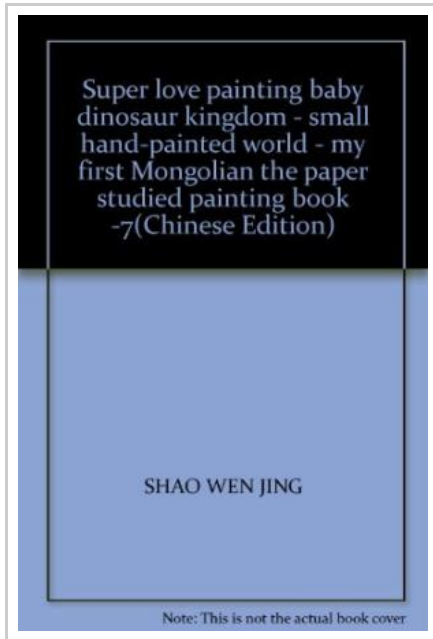 Super love painting baby
dinosaur kingdom - small
hand-painted world - my
first Mongolian the paper
studied painting book
-7(Chinese Edition)
SHAO WEN JING
Note: This is not the actual book cover